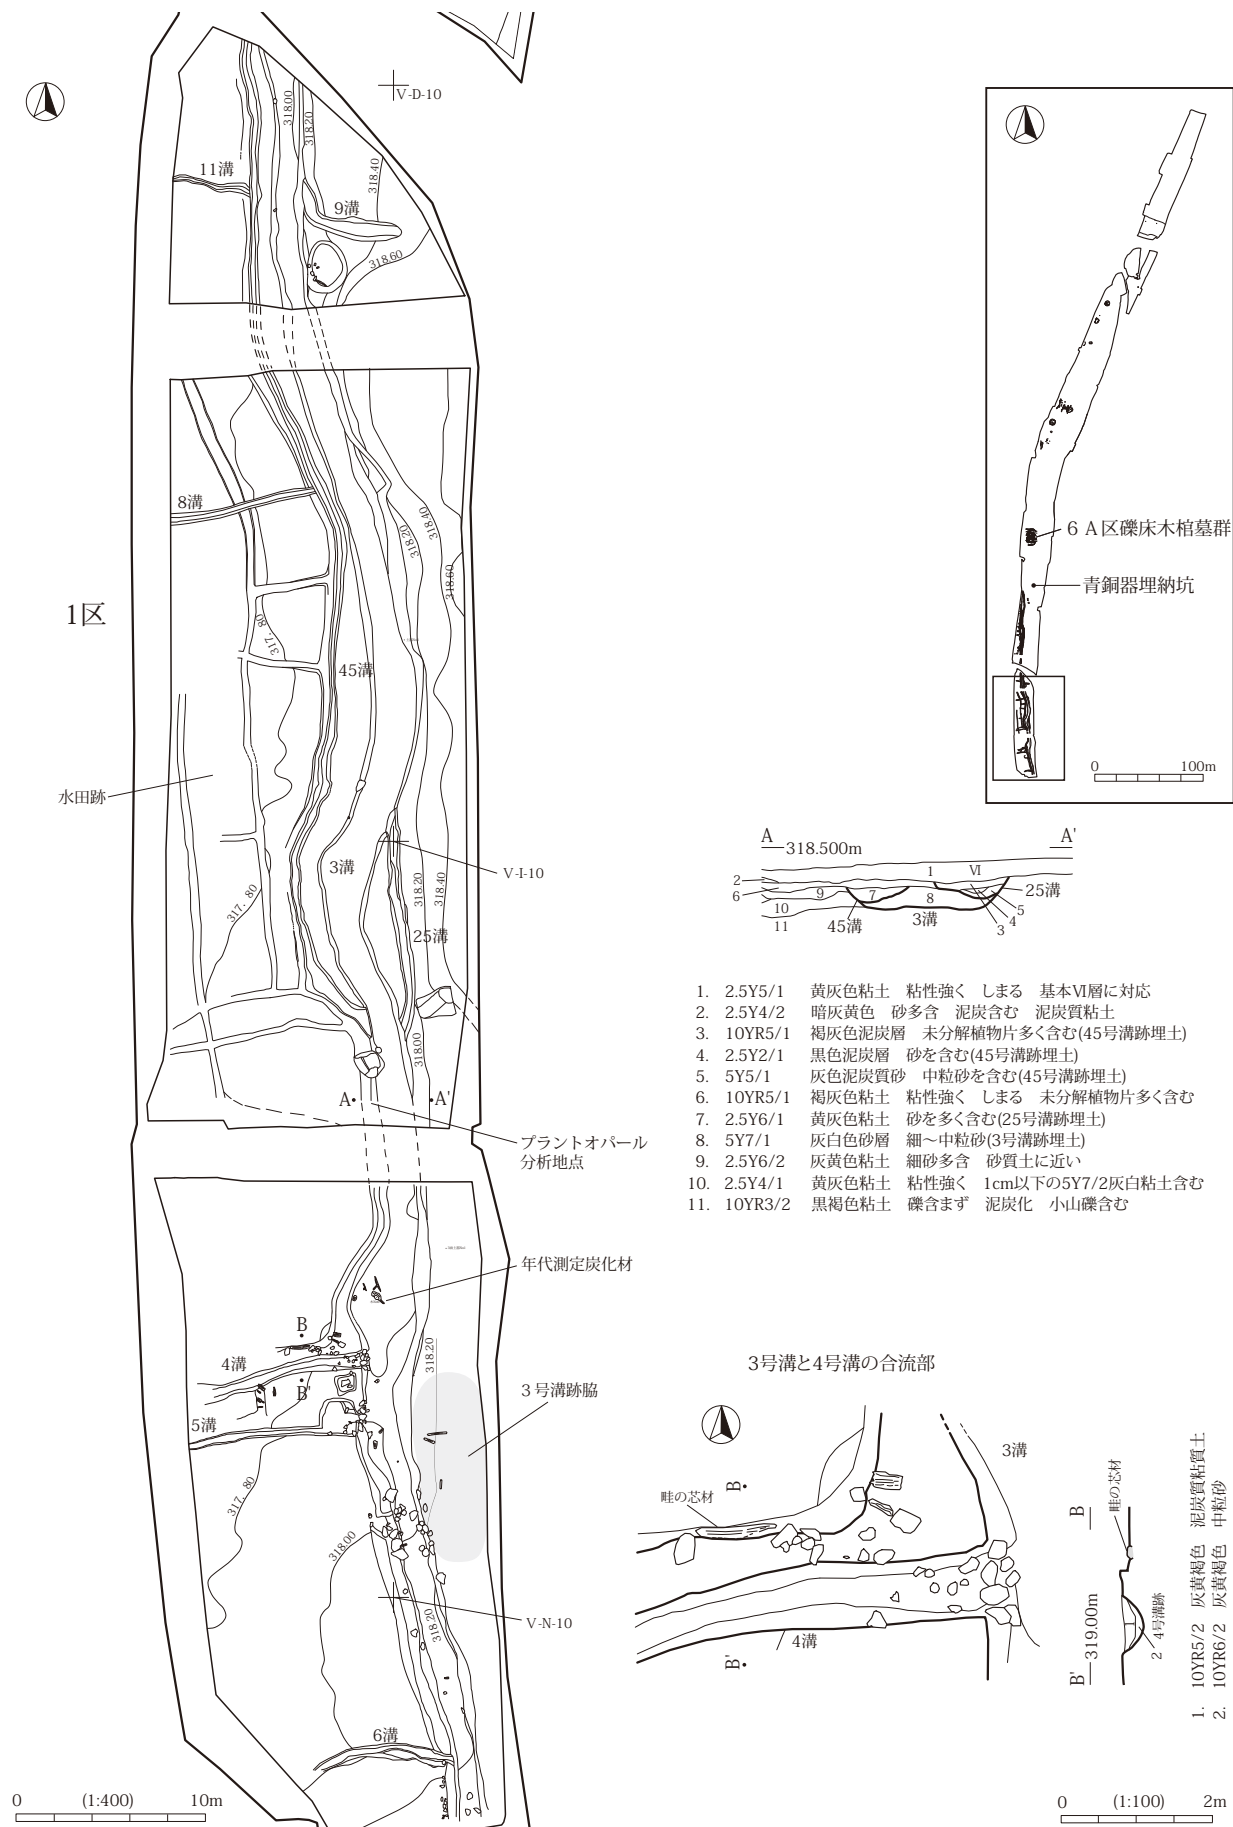 V-D-10
318.00
318.20
318.40
11溝
9溝
318.60
8溝
318.20
318.40
318.60
1区
317.80
45溝
水田跡
3溝
V-I-10
317.80
318.20
318.40
25溝
318.00
A
A'
プラントオパール
分析地点
年代測定炭化材
B
4溝
B'
318.20
3号溝跡脇
5溝
317.80
318.00
V-N-10
318.20
6溝
0 (1:400) 10m
6A区礫床木棺墓群
青銅器埋納坑
0 100m
A 318.500m A'
1 Ⅵ
2
6 9 7 8 25溝
10 5
4
11 45溝 3溝 3
1. 2.5Y5/1 黄灰色粘土 粘性強く しまる 基本Ⅵ層に対応
2. 2.5Y4/2 暗灰黄色 砂多含 泥炭含む 泥炭質粘土
3. 10YR5/1 褐灰色泥炭層 未分解植物片多く含む(45号溝跡埋土)
4. 2.5Y2/1 黒色泥炭層 砂を含む(45号溝跡埋土)
5. 5Y5/1 灰色泥炭質砂 中粒砂を含む(45号溝跡埋土)
6. 10YR5/1 褐灰色粘土 粘性強く しまる 未分解植物片多く含む
7. 2.5Y6/1 黄灰色粘土 砂を多く含む(25号溝跡埋土)
8. 5Y7/1 灰白色砂層 細～中粒砂(3号溝跡埋土)
9. 2.5Y6/2 灰黄色粘土 細砂多含 砂質土に近い
10. 2.5Y4/1 黄灰色粘土 粘性強く 1cm以下の5Y7/2灰白粘土含む
11. 10YR3/2 黒褐色粘土 礫含まず 泥炭化 小山礫含む
3号溝と4号溝の合流部
3溝
B
畦の芯材
4溝
B'
B
畦の芯材
B' 319.00m
2 4号溝跡
1. 10YR5/2 灰黄褐色 泥炭質粘質土
2. 10YR6/2 灰黄褐色 中粒砂
0 (1:100) 2m